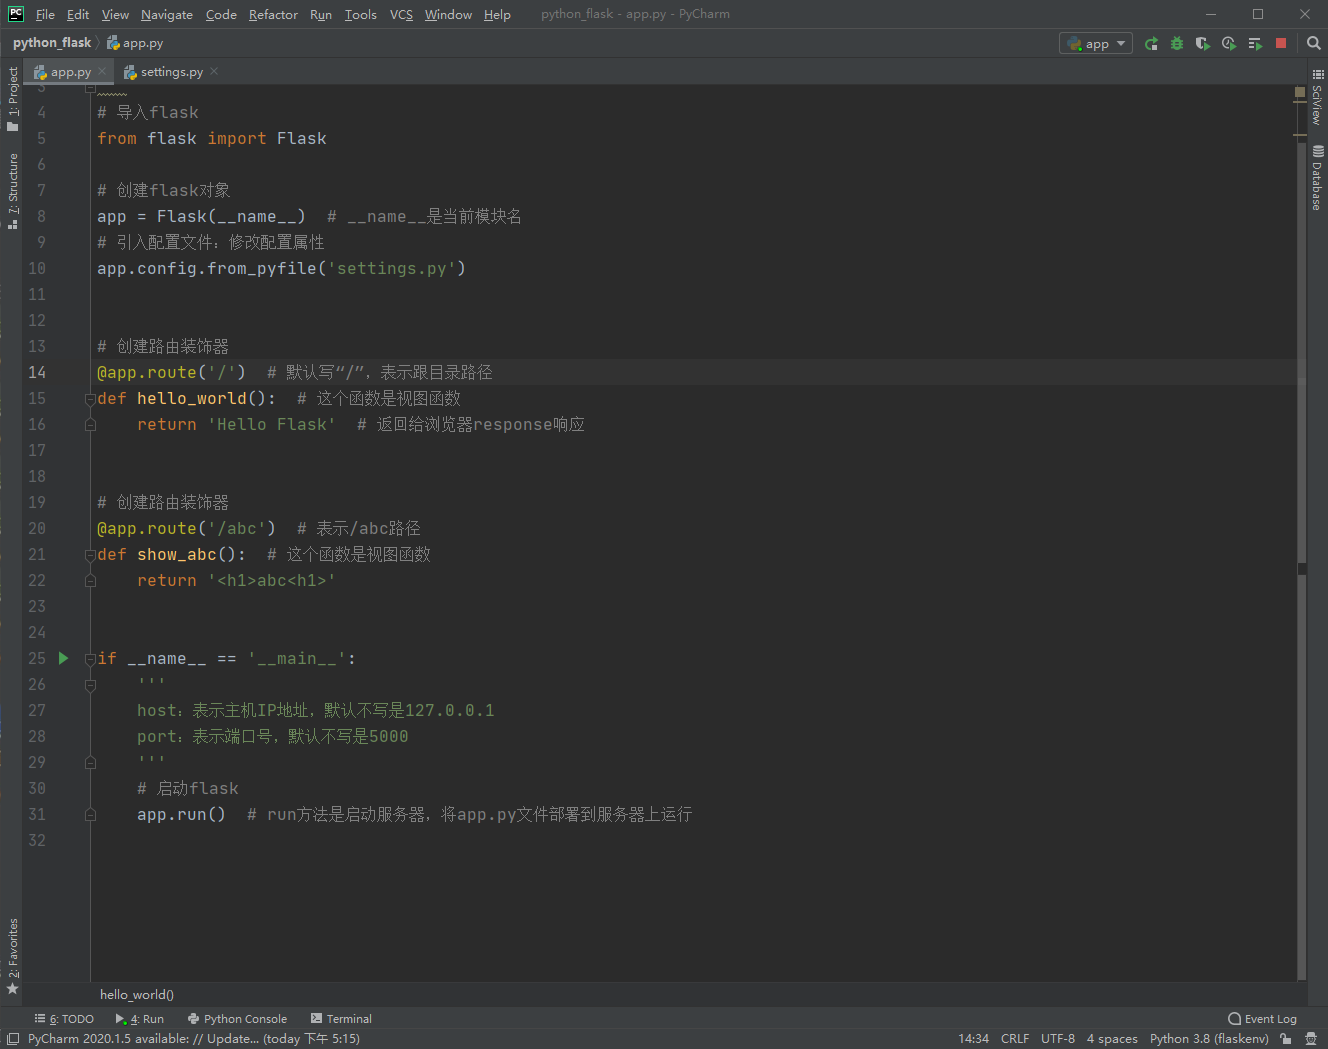 File Edit View Navigate Code Refactor Run Tools VCS Window Help python_flask - app.py - PyCharm
python_flask app.py app
app.py settings.py
1: Project
7: Structure
2: Favorites
SciView
Database
3
4 # 导入flask
5 from flask import Flask
6
7 # 创建flask对象
8 app = Flask(__name__)  # __name__是当前模块名
9 # 引入配置文件：修改配置属性
10 app.config.from_pyfile('settings.py')
11
12
13 # 创建路由装饰器
14 @app.route('/')  # 默认写“/”，表示跟目录路径
15 def hello_world():  # 这个函数是视图函数
16     return 'Hello Flask'  # 返回给浏览器response响应
17
18
19 # 创建路由装饰器
20 @app.route('/abc')  # 表示/abc路径
21 def show_abc():  # 这个函数是视图函数
22     return '<h1>abc<h1>'
23
24
25 if __name__ == '__main__':
26     '''
27     host：表示主机IP地址，默认不写是127.0.0.1
28     port：表示端口号，默认不写是5000
29     '''
30     # 启动flask
31     app.run()  # run方法是启动服务器，将app.py文件部署到服务器上运行
32
hello_world()
6: TODO 4: Run Python Console Terminal Event Log
PyCharm 2020.1.5 available: // Update... (today 下午 5:15) 14:34 CRLF UTF-8 4 spaces Python 3.8 (flaskenv)